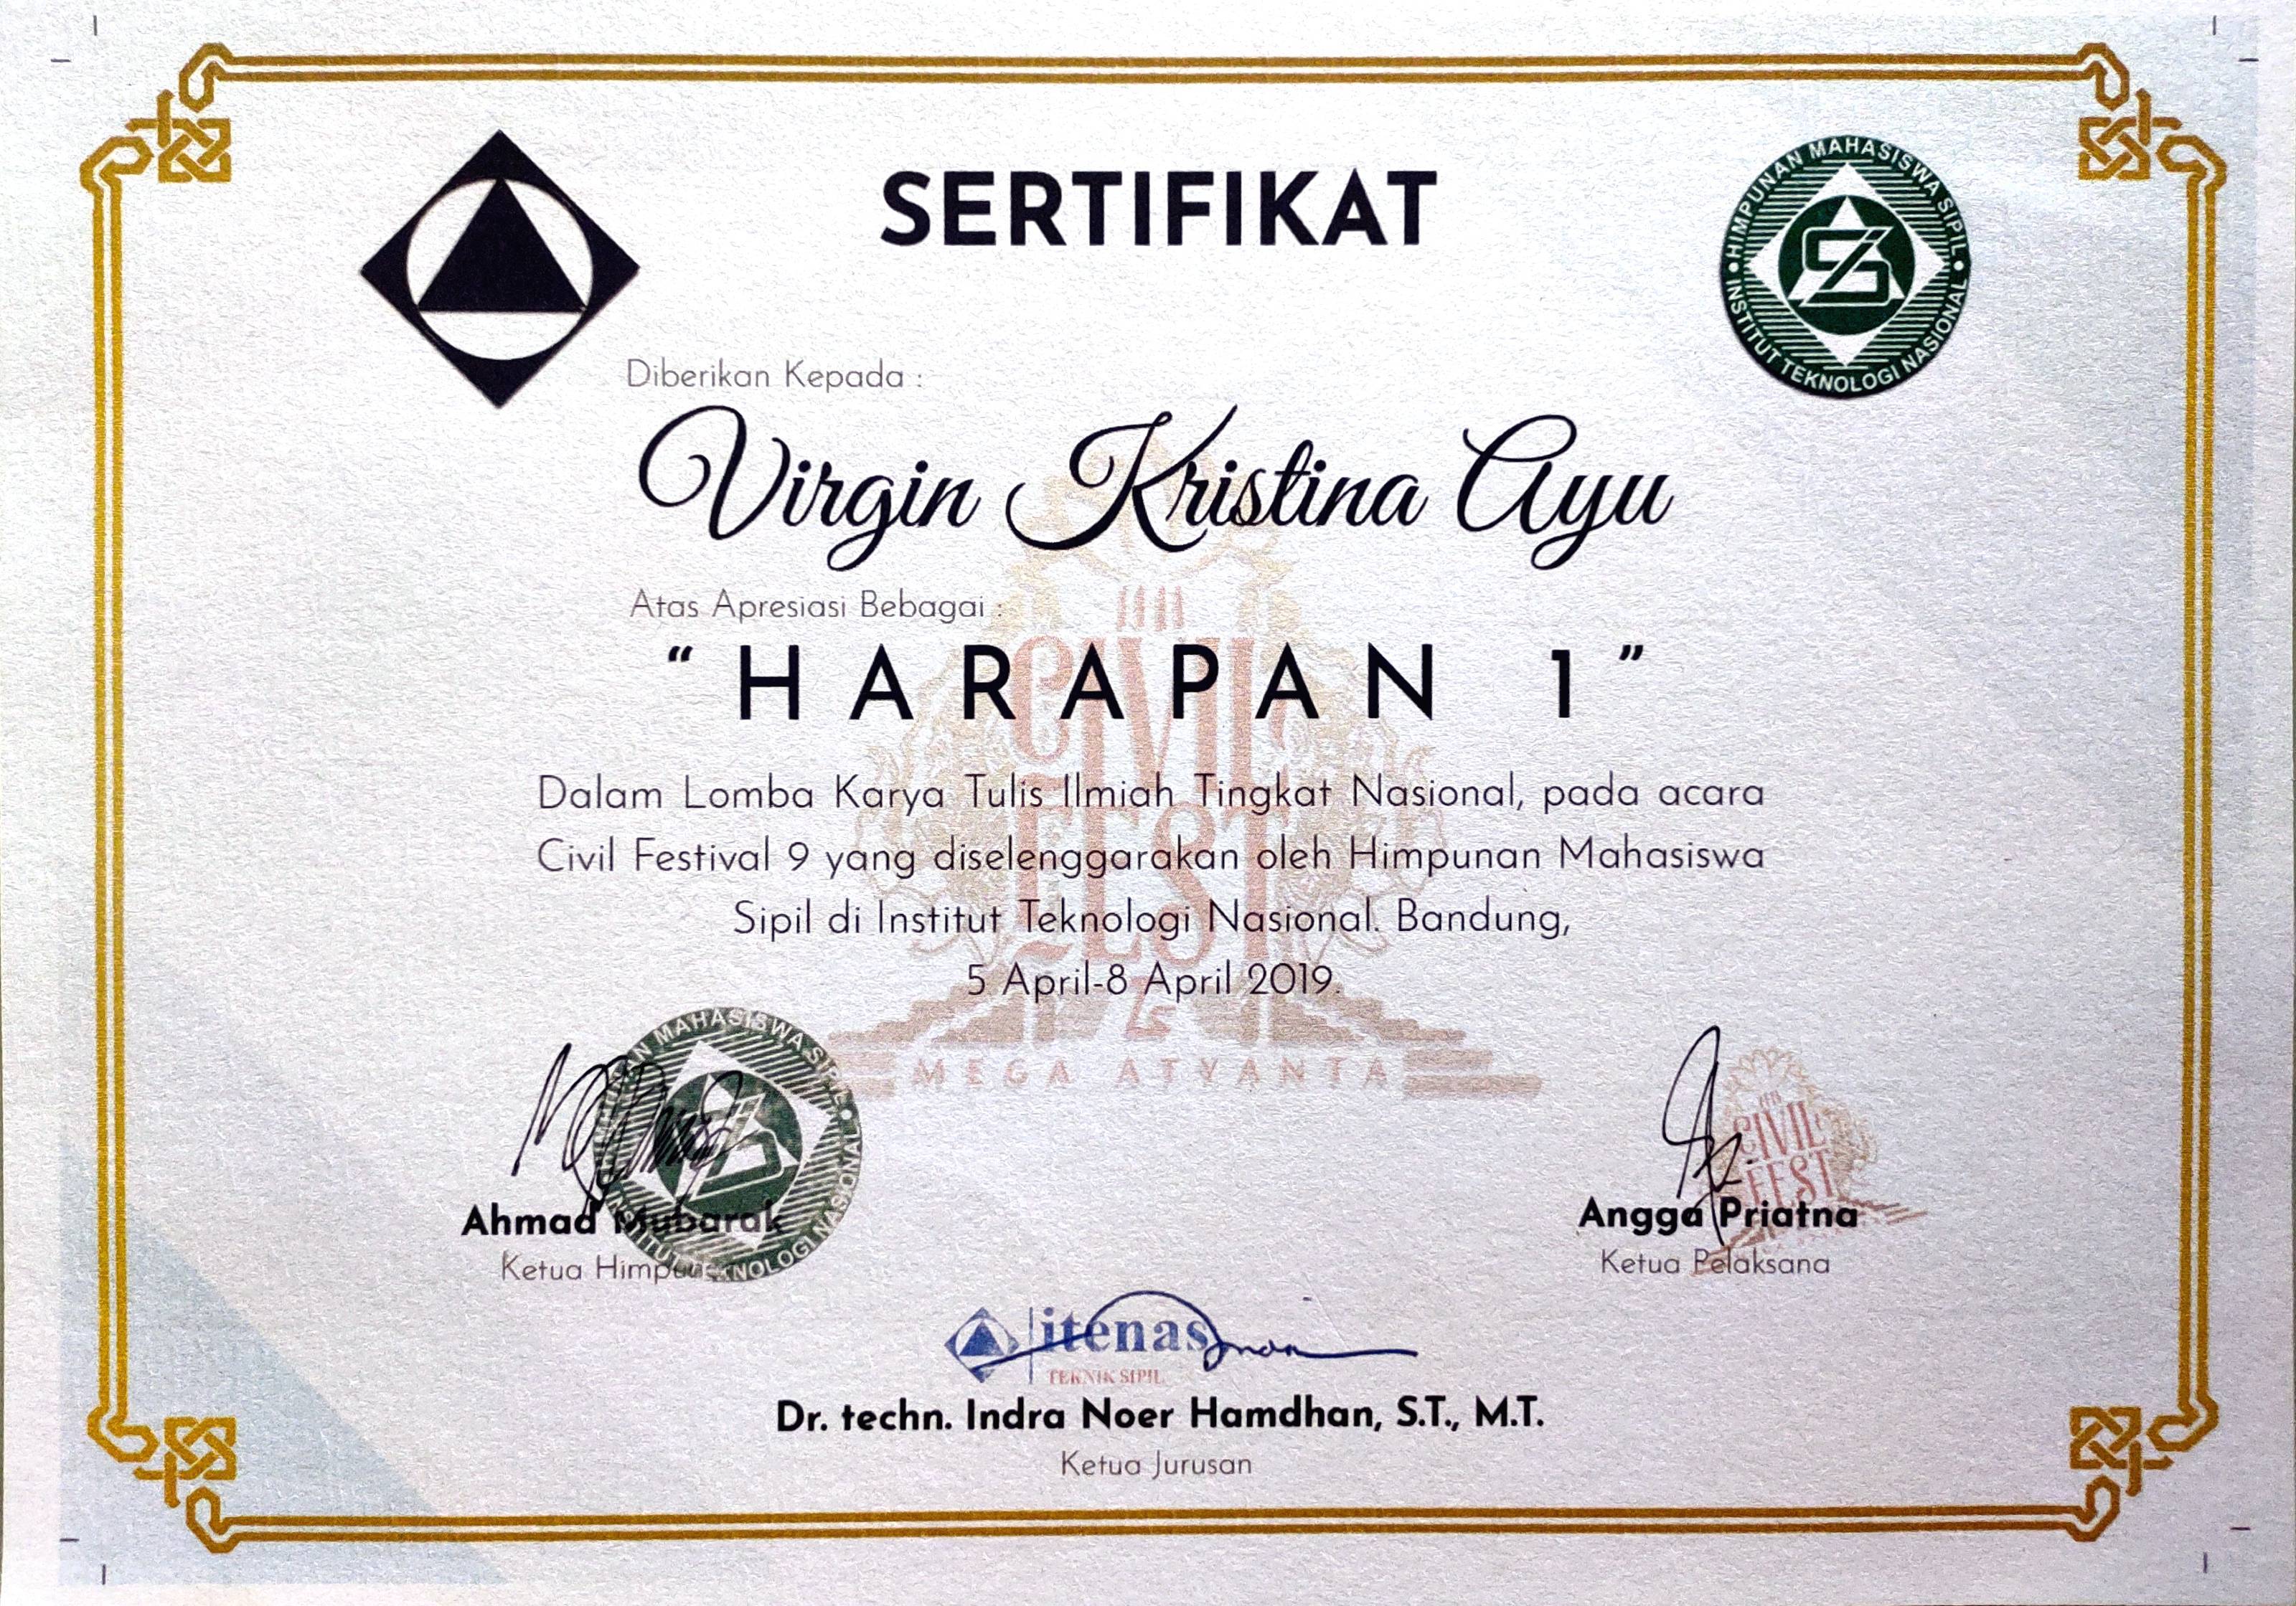 SERTIFIKAT
HIMPUNAN MAHASISWA SIPIL
INSTITUT TEKNOLOGI NASIONAL
Diberikan Kepada :
Virgin Kristina Ayu
Atas Apresiasi Bebagai :
“HARAPAN 1”
CIVIL
FEST
Dalam Lomba Karya Tulis Ilmiah Tingkat Nasional, pada acara
Civil Festival 9 yang diselenggarakan oleh Himpunan Mahasiswa
Sipil di Institut Teknologi Nasional. Bandung,
5 April-8 April 2019.
MEGA ATYANTA
MAHASISWA SIPIL
TEKNOLOGI NASIONAL
CIVIL
FEST
Ahmad Mubarak
Angga Priatna
Ketua
Ketua Pelaksana
itenas
TEKNIK SIPIL
Dr. techn. Indra Noer Hamdhan, S.T., M.T.
Ketua Jurusan